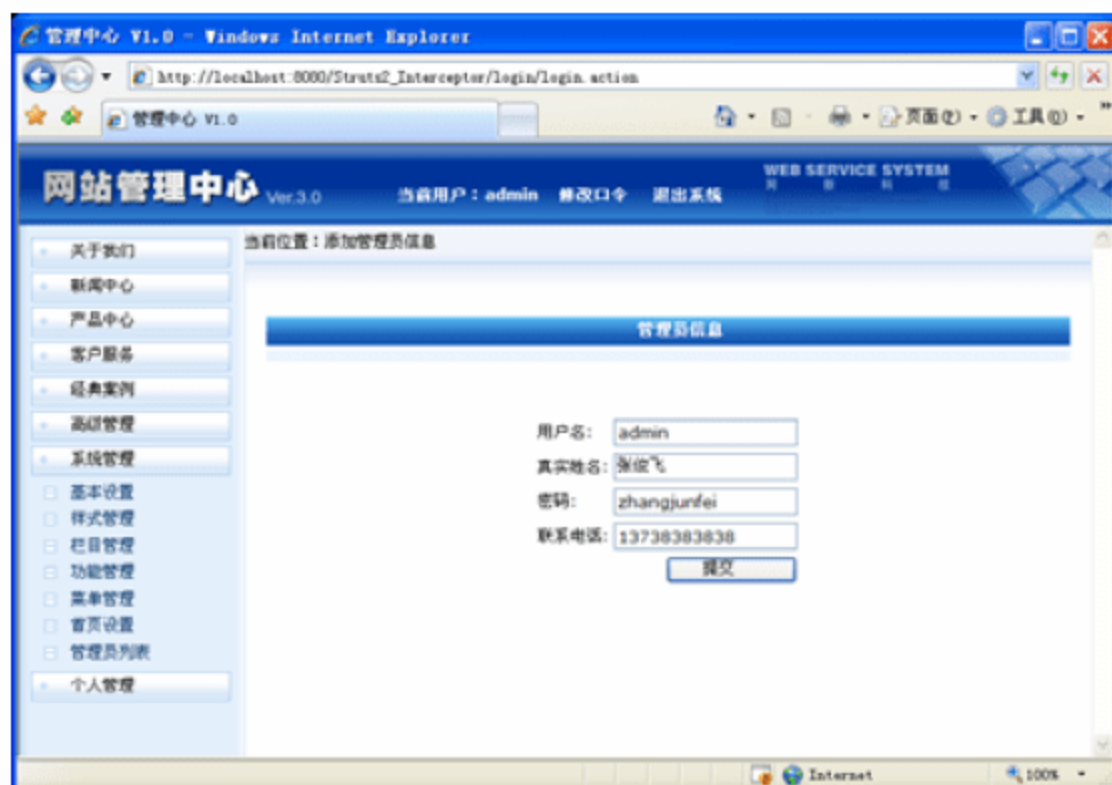 管理中心 V1.0 - Windows Internet Explorer
http://localhost:8080/Struts2_Interceptor/login/login.action
管理中心 V1.0
页面(P) 工具(O)
网站管理中心 Ver.3.0 当前用户：admin 修改口令 退出系统
WEB SERVICE SYSTEM
当前位置：添加管理员信息
关于我们
新闻中心
产品中心
客户服务
经典案例
高级管理
系统管理
基本设置
样式管理
栏目管理
功能管理
菜单管理
首页设置
管理员列表
个人管理
管理员信息
用户名: admin
真实姓名: 张俊飞
密码: zhangjunfei
联系电话: 13738383838
提交
Internet 100%